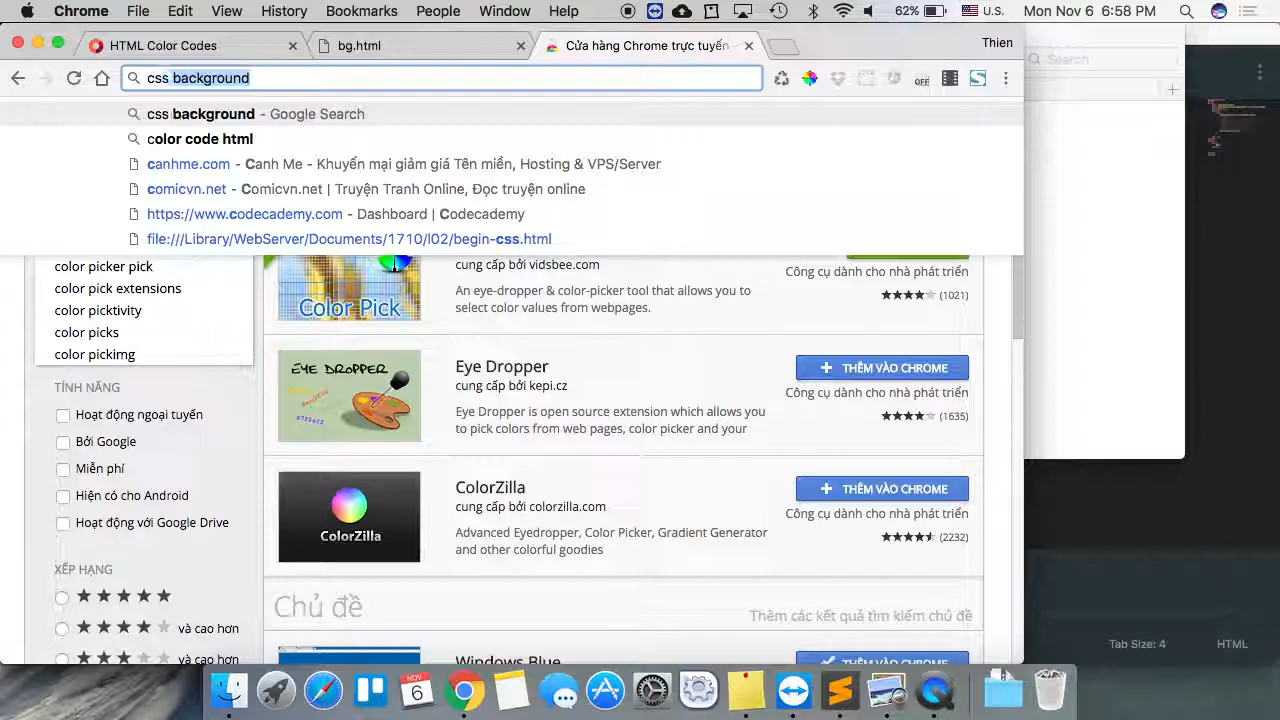 Chrome File Edit View History Bookmarks People Window Help 62% U.S. Mon Nov 6 6:58 PM
HTML Color Codes bg.html Cửa hàng Chrome trực tuyến Thien
css background
OFF
Search
css background - Google Search
color code html
canhme.com - Canh Me - Khuyến mại giảm giá Tên miền, Hosting & VPS/Server
comicvn.net - Comicvn.net | Truyện Tranh Online, Đọc truyện online
https://www.codecademy.com - Dashboard | Codecademy
file:///Library/WebServer/Documents/1710/l02/begin-css.html
color picker pick
color pick extensions
color picktivity
color picks
color pickimg
TÍNH NĂNG
Hoạt động ngoại tuyến
Bởi Google
Miễn phí
Hiện có cho Android
Hoạt động với Google Drive
XẾP HẠNG
và cao hơn
Color Pick
cung cấp bởi vidsbee.com
An eye-dropper & color-picker tool that allows you to
select color values from webpages.
Công cụ dành cho nhà phát triển
(1021)
EYE DROPPER
Eye Dropper
cung cấp bởi kepi.cz
Eye Dropper is open source extension which allows you
to pick colors from web pages, color picker and your
THÊM VÀO CHROME
Công cụ dành cho nhà phát triển
(1635)
ColorZilla
ColorZilla
cung cấp bởi colorzilla.com
Advanced Eyedropper, Color Picker, Gradient Generator
and other colorful goodies
THÊM VÀO CHROME
Công cụ dành cho nhà phát triển
(2232)
Chủ đề
Thêm các kết quả tìm kiếm chủ đề
Windows Blue
THÊM VÀO CHROME
Tab Size: 4 HTML
NOV
6